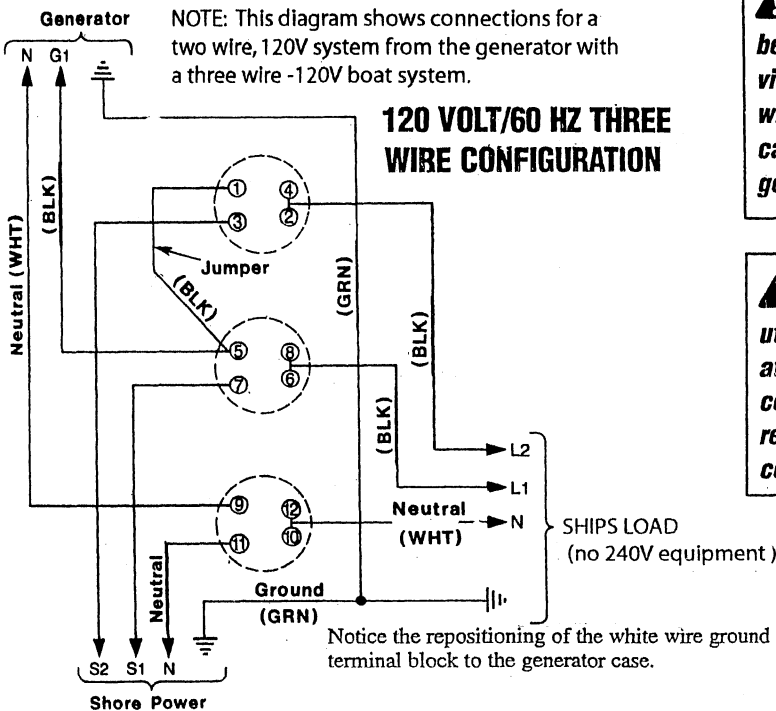 Generator
NOTE: This diagram shows connections for a
two wire, 120V system from the generator with
a three wire -120V boat system.
N G1
120 VOLT/60 HZ THREE
WIRE CONFIGURATION
Neutral (WHT)
(BLK)
1
4
3
2
Jumper
(BLK)
(GRN)
(BLK)
5
8
7
6
(BLK)
L2
L1
9
12
11
10
Neutral
(WHT)
N
SHIPS LOAD
(no 240V equipment)
Neutral
Ground
(GRN)
Notice the repositioning of the white wire ground
terminal block to the generator case.
S2 S1 N
Shore Power